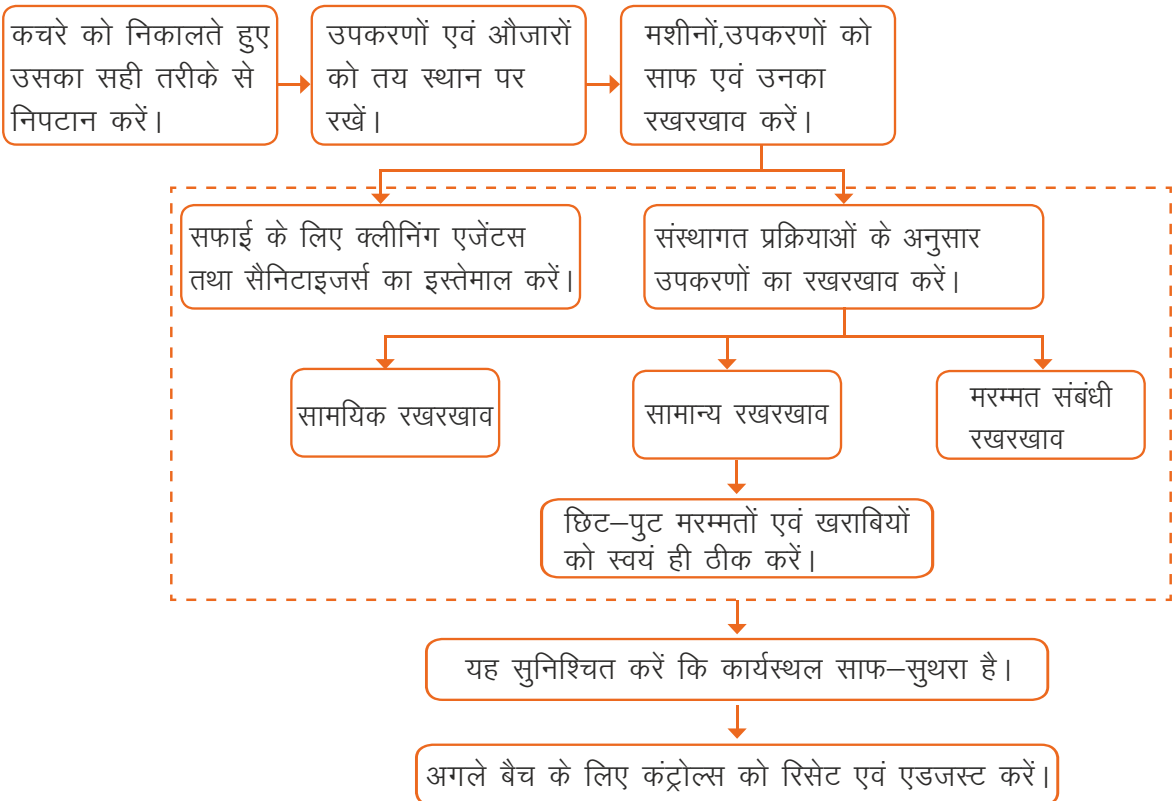 कचरे को निकालते हुए
उसका सही तरीके से
निपटान करें।
उपकरणों एवं औजारों
को तय स्थान पर
रखें।
मशीनों,उपकरणों को
साफ एवं उनका
रखरखाव करें।
सफाई के लिए क्लीनिंग एजेंटस
तथा सैनिटाइजर्स का इस्तेमाल करें।
संस्थागत प्रक्रियाओं के अनुसार
उपकरणों का रखरखाव करें।
सामयिक रखरखाव
सामान्य रखरखाव
मरम्मत संबंधी
रखरखाव
छिट–पुट मरम्मतों एवं खराबियों
को स्वयं ही ठीक करें।
यह सुनिश्चित करें कि कार्यस्थल साफ–सुथरा है।
अगले बैच के लिए कंट्रोल्स को रिसेट एवं एडजस्ट करें।